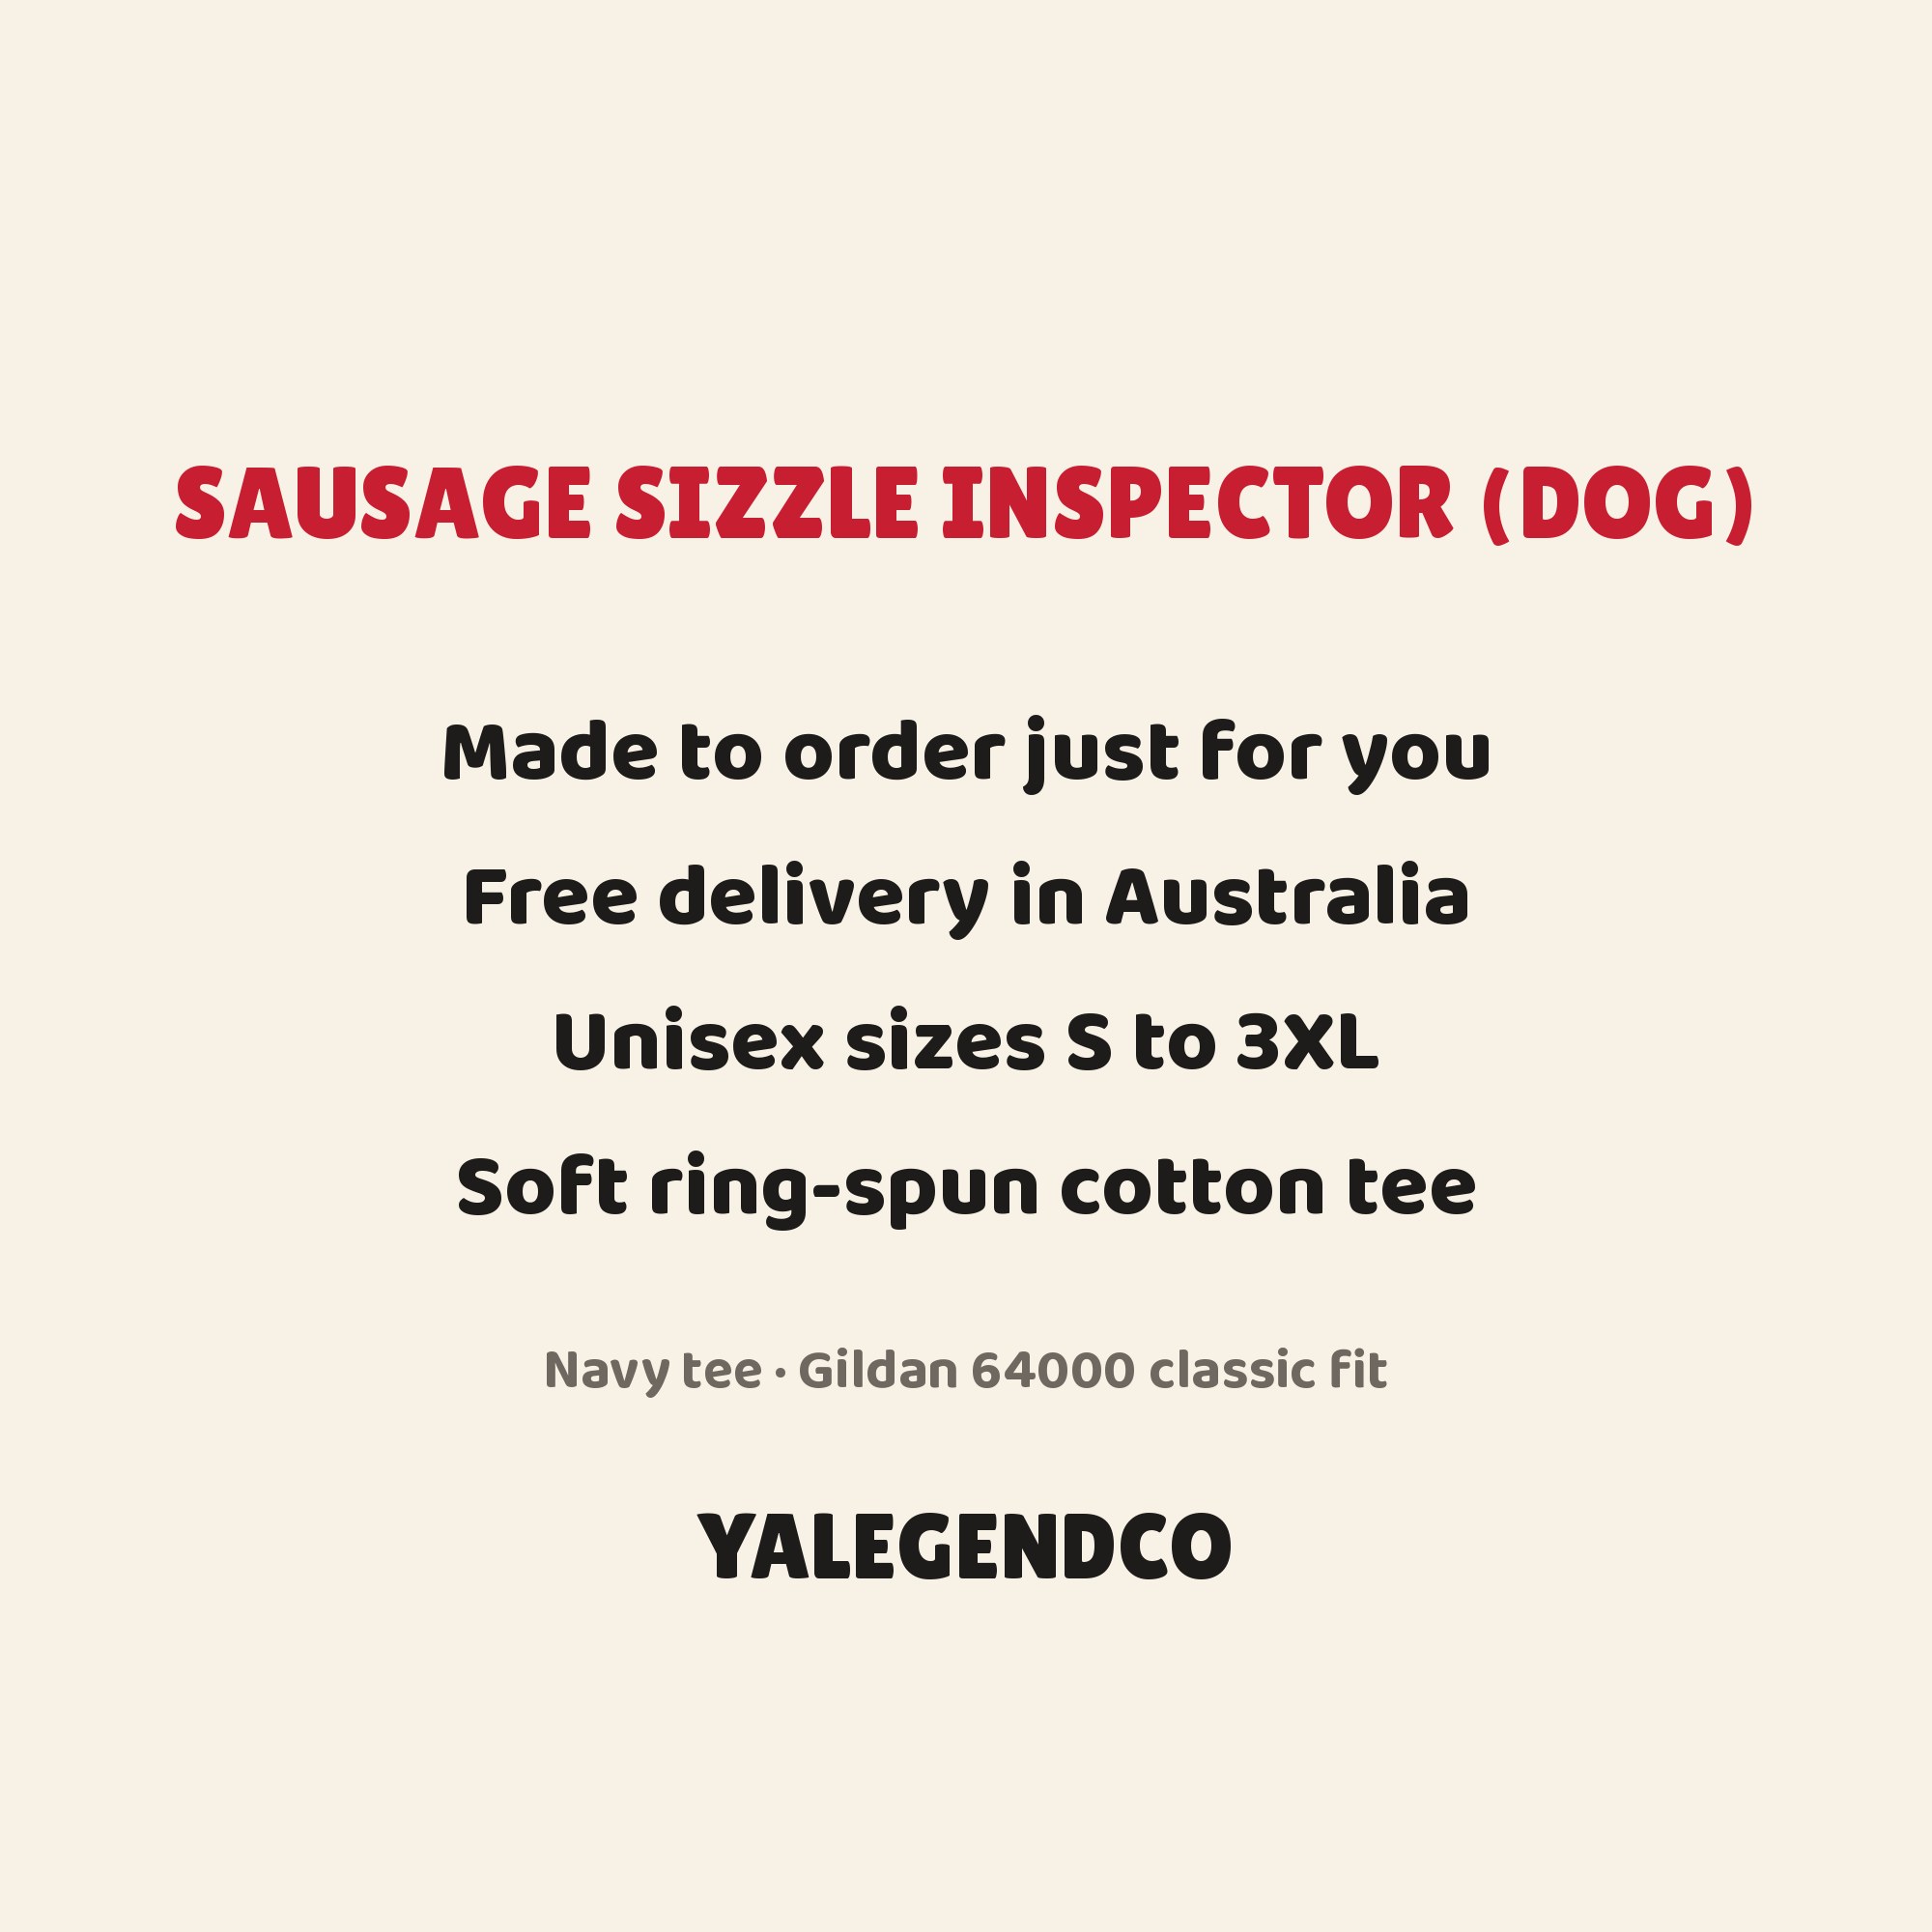 SAUSAGE SIZZLE INSPECTOR (DOG)
Made to order just for you
Free delivery in Australia
Unisex sizes S to 3XL
Soft ring-spun cotton tee
Navy tee · Gildan 64000 classic fit
YALEGENDCO